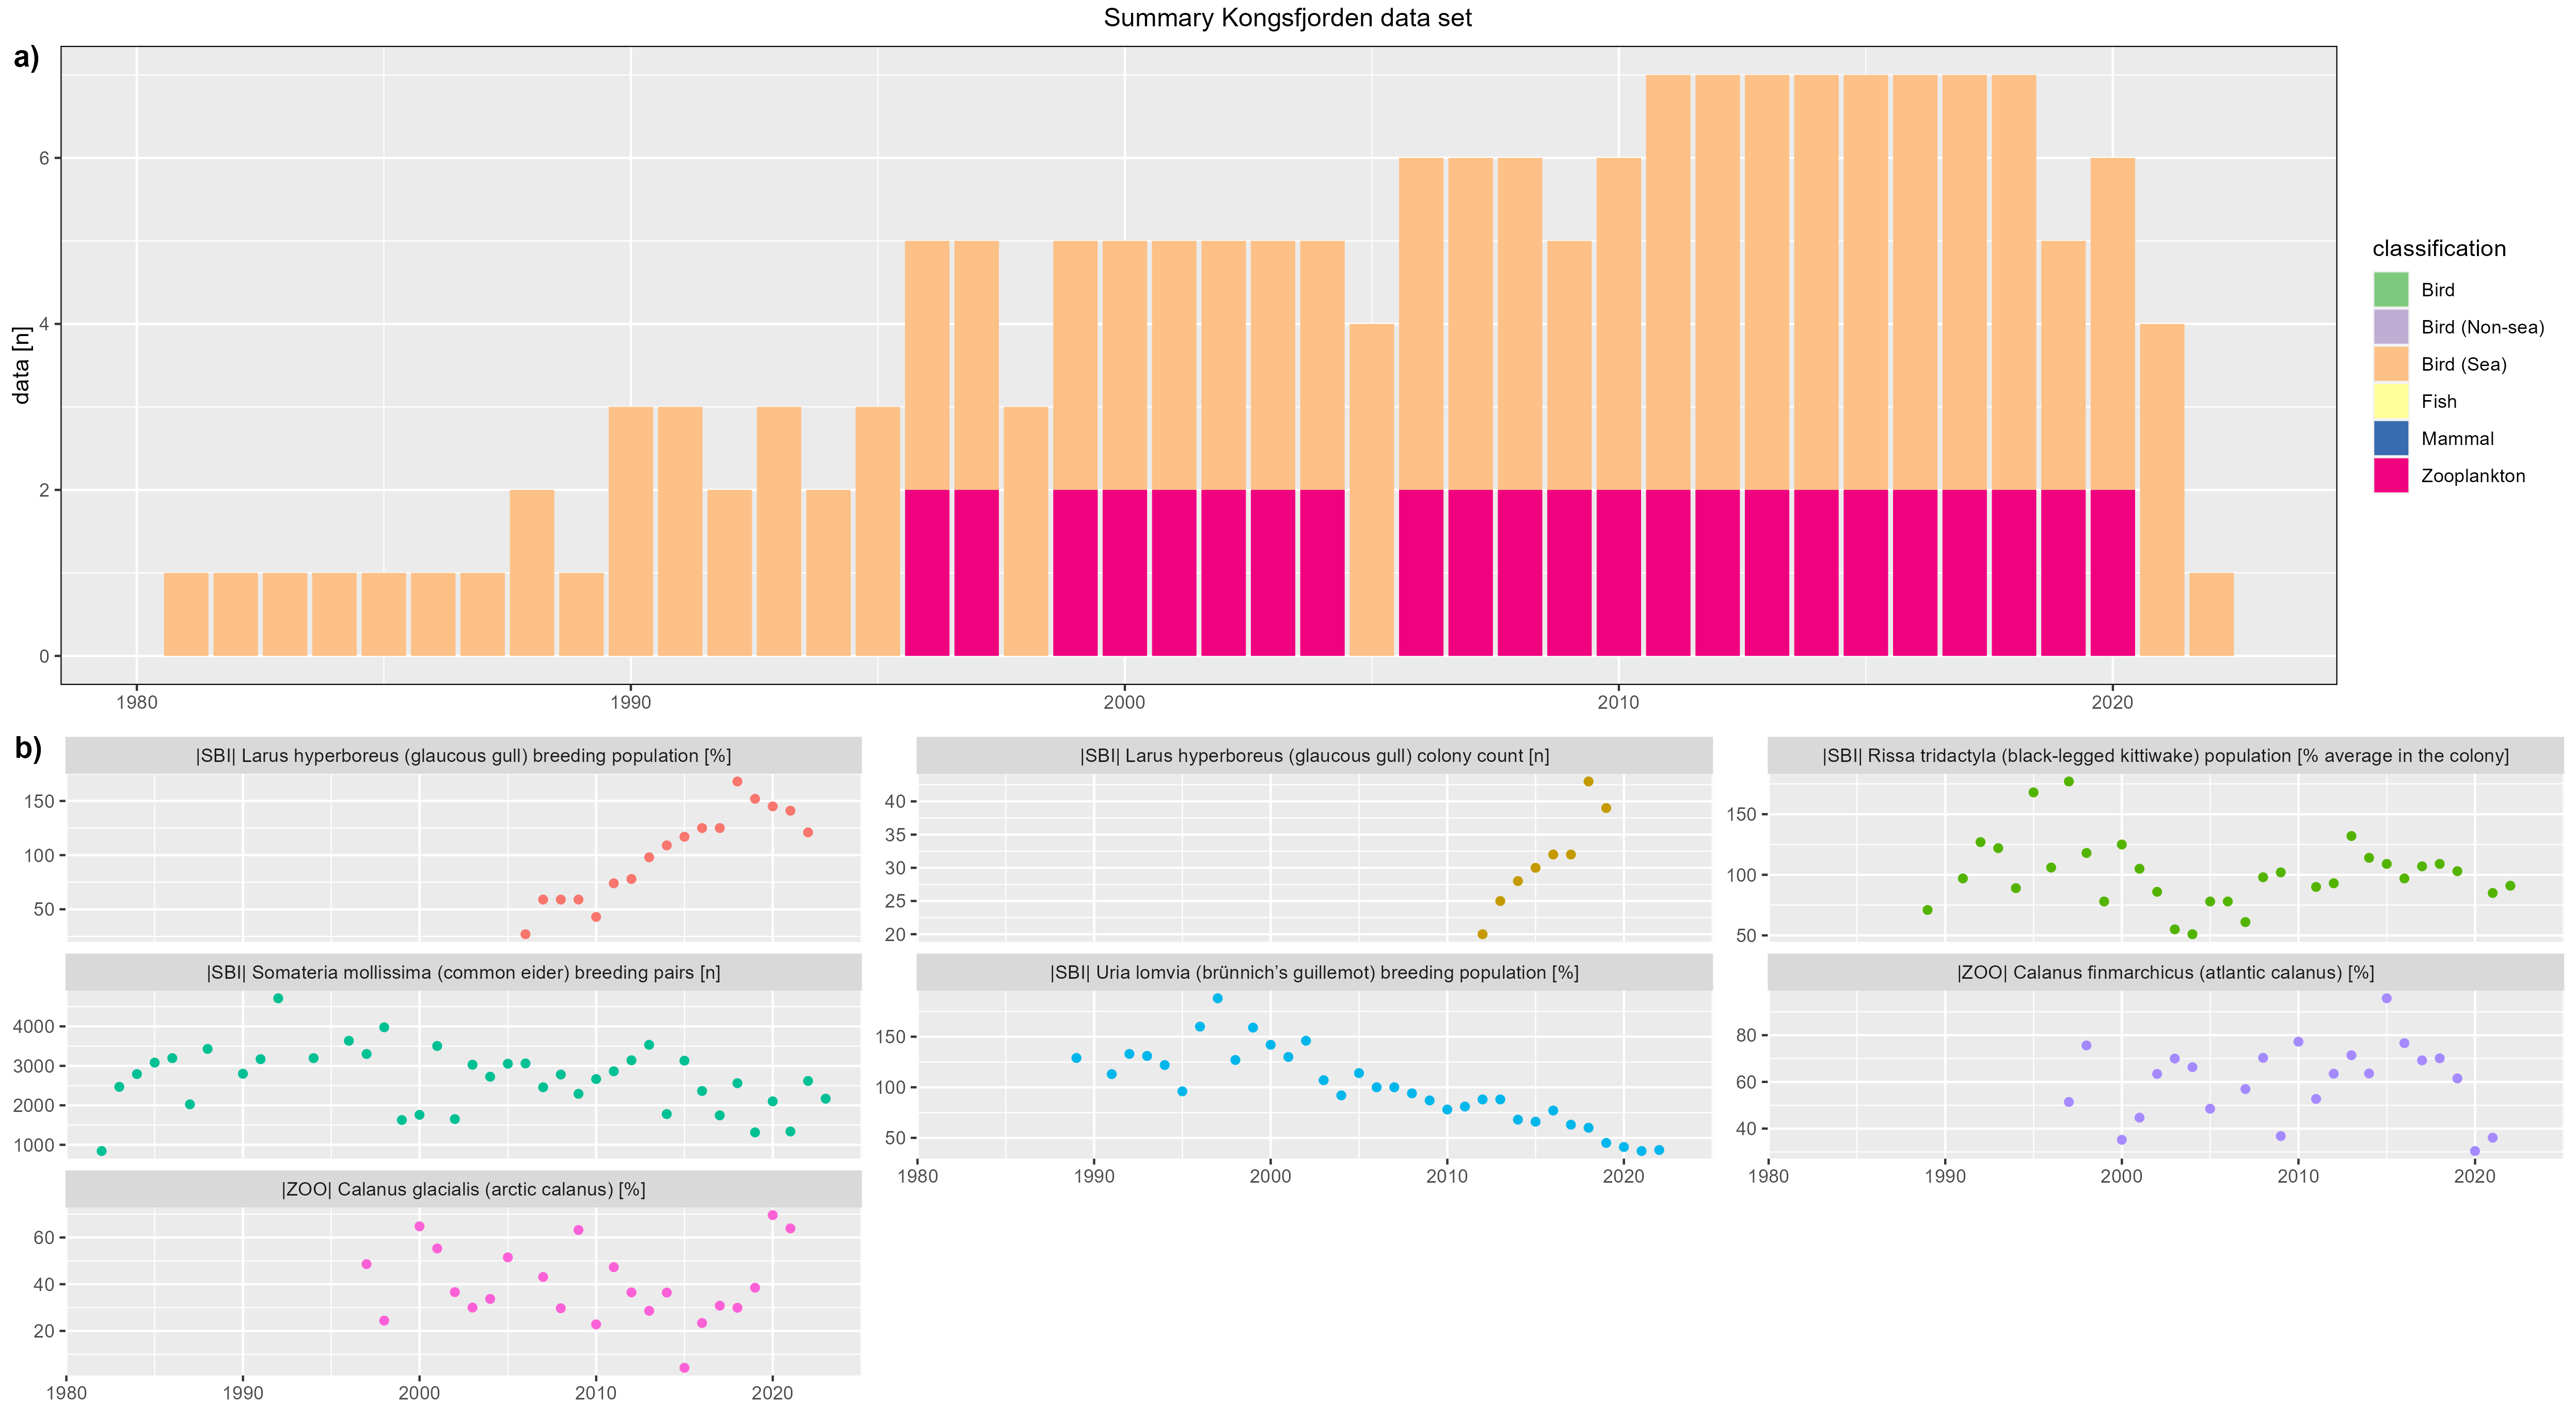 Summary Kongsfjorden data set
a)
data [n]
6
4
2
0
1980 1990 2000 2010 2020
classification
Bird
Bird (Non-sea)
Bird (Sea)
Fish
Mammal
Zooplankton
b)
|SBI| Larus hyperboreus (glaucous gull) breeding population [%]
150
100
50
|SBI| Larus hyperboreus (glaucous gull) colony count [n]
40
35
30
25
20
|SBI| Rissa tridactyla (black-legged kittiwake) population [% average in the colony]
150
100
50
|SBI| Somateria mollissima (common eider) breeding pairs [n]
4000
3000
2000
1000
|SBI| Uria lomvia (brünnich’s guillemot) breeding population [%]
150
100
50
1980 1990 2000 2010 2020
|ZOO| Calanus finmarchicus (atlantic calanus) [%]
80
60
40
1980 1990 2000 2010 2020
|ZOO| Calanus glacialis (arctic calanus) [%]
60
40
20
1980 1990 2000 2010 2020